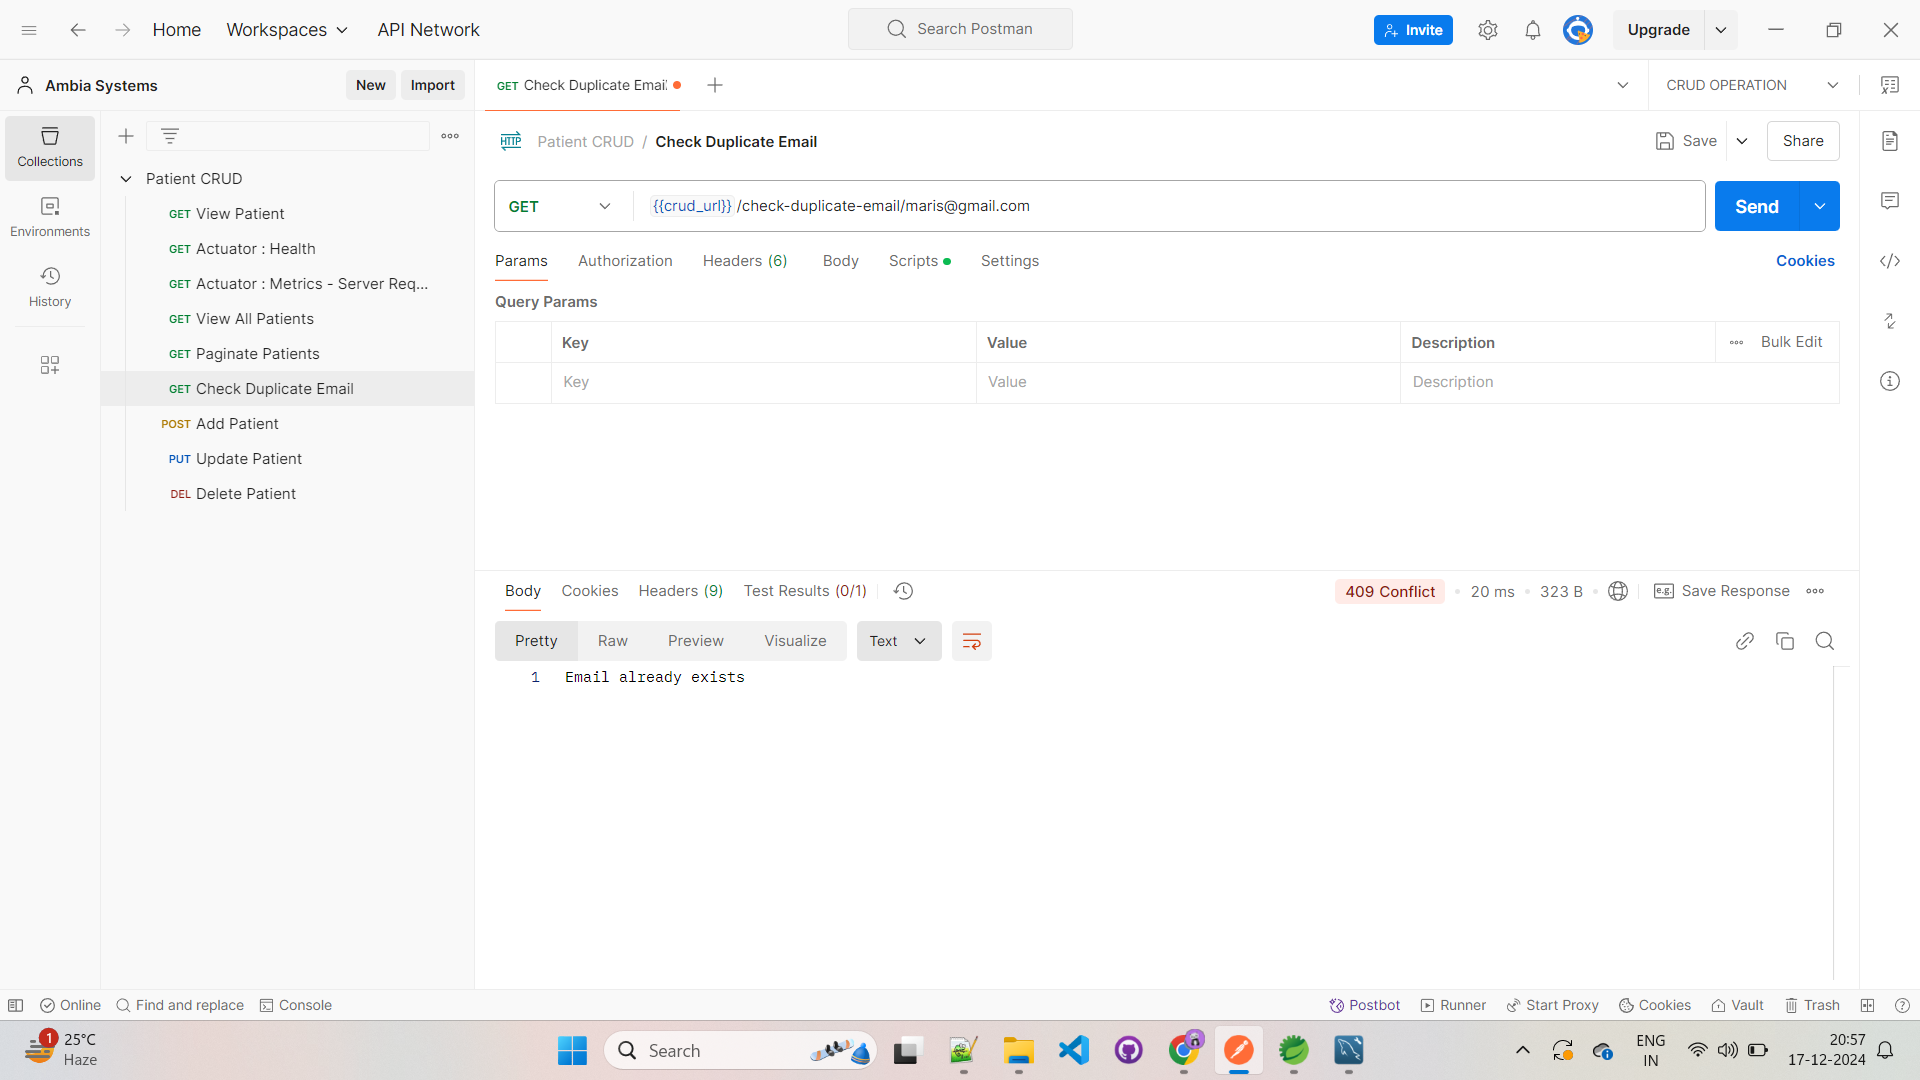 Home Workspaces API Network Search Postman Invite Upgrade
Ambia Systems New Import GET Check Duplicate Emai CRUD OPERATION
Collections
Environments
History
Patient CRUD
GET View Patient
GET Actuator : Health
GET Actuator : Metrics - Server Req...
GET View All Patients
GET Paginate Patients
GET Check Duplicate Email
POST Add Patient
PUT Update Patient
DEL Delete Patient
HTTP Patient CRUD / Check Duplicate Email Save Share
GET {{crud_url}} /check-duplicate-email/maris@gmail.com Send
Params Authorization Headers (6) Body Scripts Settings Cookies
Query Params
Key Value Description Bulk Edit
Key Value Description
Body Cookies Headers (9) Test Results (0/1) 409 Conflict 20 ms 323 B e.g. Save Response
Pretty Raw Preview Visualize Text
1 Email already exists
Online Find and replace Console Postbot Runner Start Proxy Cookies Vault Trash
1 25°C
Haze
Search
ENG
IN
20:57
17-12-2024